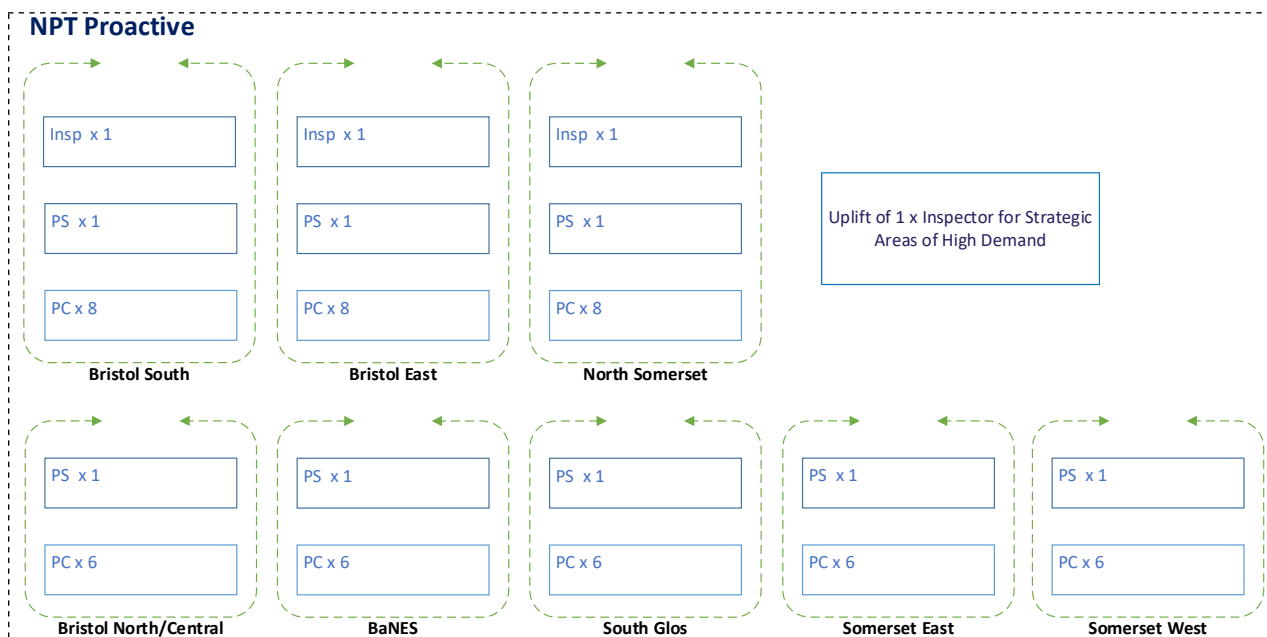 NPT Proactive
Insp x 1
PS x 1
PC x 8
Bristol South
Insp x 1
PS x 1
PC x 8
Bristol East
Insp x 1
PS x 1
PC x 8
North Somerset
Uplift of 1 x Inspector for Strategic
Areas of High Demand
PS x 1
PC x 6
Bristol North/Central
PS x 1
PC x 6
BaNES
PS x 1
PC x 6
South Glos
PS x 1
PC x 6
Somerset East
PS x 1
PC x 6
Somerset West